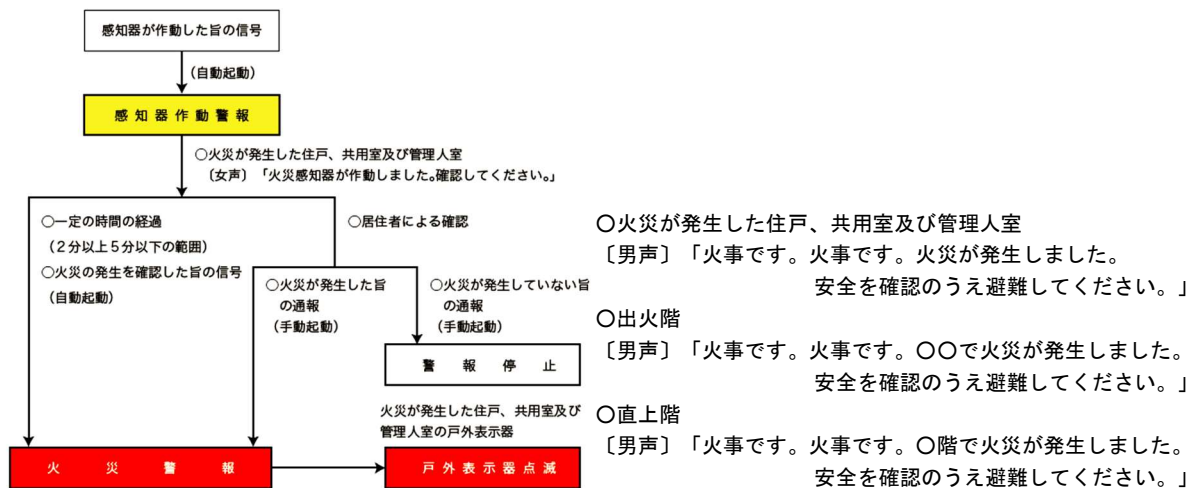 感知器が作動した旨の信号
(自動起動)
感知器作動警報
○火災が発生した住戸、共用室及び管理人室
〔女声〕「火災感知器が作動しました。確認してください。」
○一定の時間の経過
(2分以上5分以下の範囲)
○火災の発生を確認した旨の信号
(自動起動)
○居住者による確認
○火災が発生した旨
の通報
(手動起動)
○火災が発生していない旨
の通報
(手動起動)
警報停止
火災が発生した住戸、共用室及び
管理人室の戸外表示器
火災警報
戸外表示器点滅
○火災が発生した住戸、共用室及び管理人室
〔男声〕「火事です。火事です。火災が発生しました。
安全を確認のうえ避難してください。」
○出火階
〔男声〕「火事です。火事です。○○で火災が発生しました。
安全を確認のうえ避難してください。」
○直上階
〔男声〕「火事です。火事です。○階で火災が発生しました。
安全を確認のうえ避難してください。」